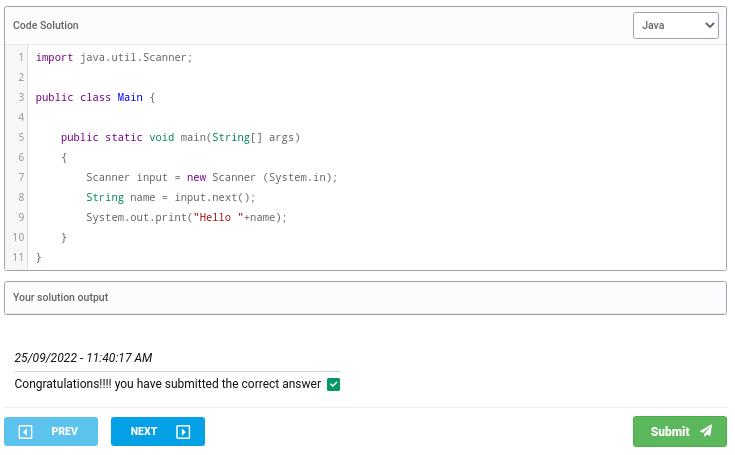 Code Solution
Java
1 import java.util.Scanner;
2
3 public class Main {
4
5     public static void main(String[] args)
6     {
7         Scanner input = new Scanner (System.in);
8         String name = input.next();
9         System.out.print("Hello "+name);
10     }
11 }
Your solution output
25/09/2022 - 11:40:17 AM
Congratulations!!!! you have submitted the correct answer
PREV
NEXT
Submit